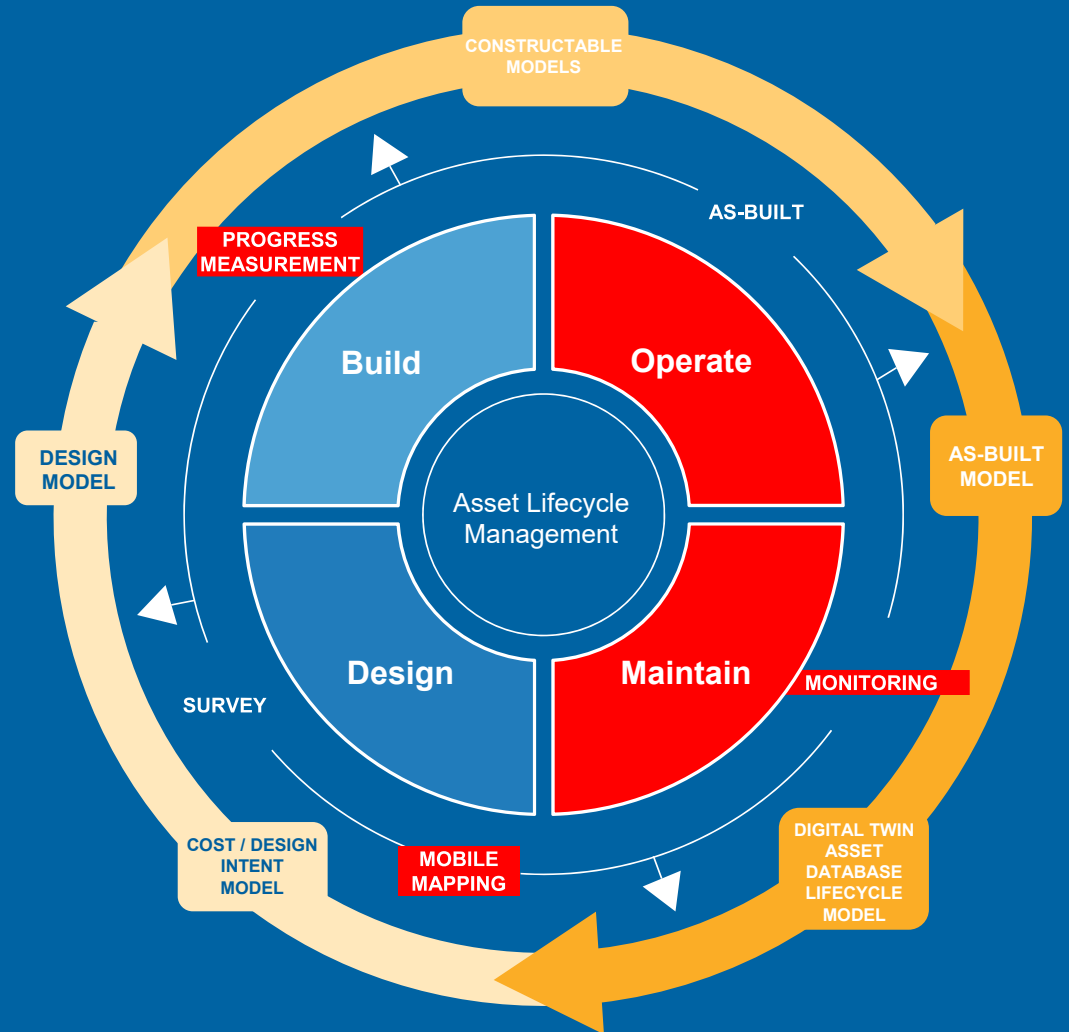 CONSTRUCTABLE
MODELS
AS-BUILT
PROGRESS
MEASUREMENT
Build
Operate
DESIGN
MODEL
AS-BUILT
MODEL
Asset Lifecycle
Management
Design
Maintain
MONITORING
SURVEY
COST / DESIGN
INTENT
MODEL
MOBILE
MAPPING
DIGITAL TWIN
ASSET
DATABASE
LIFECYCLE
MODEL